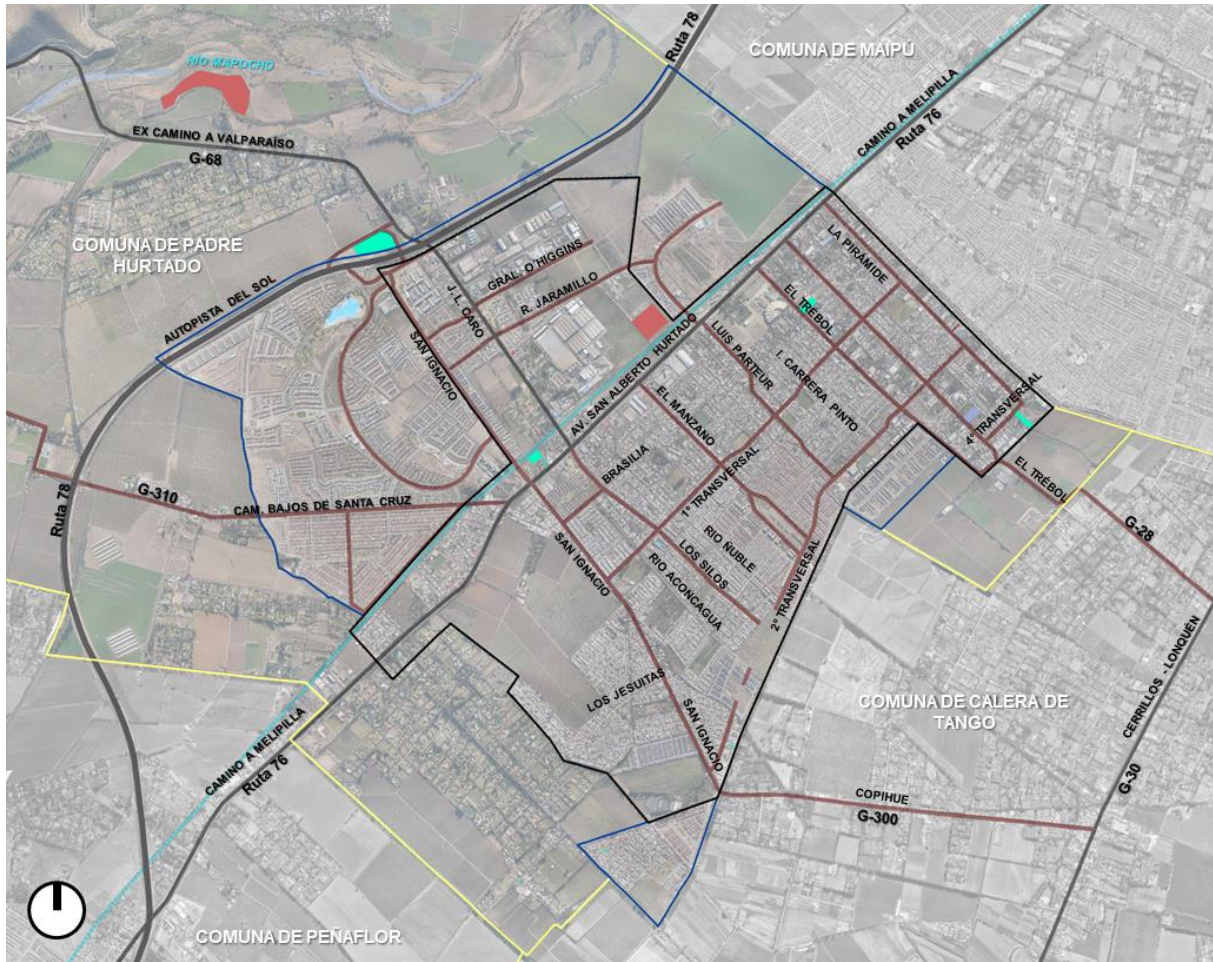 Ruta 78
COMUNA DE MAIPÚ
RÍO MAPOCHO
CAMINO A MELIPILLA
Ruta 76
EX CAMINO A VALPARAÍSO
G-68
COMUNA DE PADRE
HURTADO
LA PIRAMIDE
GRAL. O'HIGGINS
J. L. CARO
R. JARAMILLO
EL TRÉBOL
AUTOPISTA DEL SOL
SAN IGNACIO
AV. SAN ALBERTO HURTADO
LUIS PARTEUR
I. CARRERA PINTO
EL MANZANO
4° TRANSVERSAL
BRASILIA
1° TRANSVERSAL
EL TRÉBOL
G-310
CAM. BAJOS DE SANTA CRUZ
Ruta 78
G-28
SAN IGNACIO
RIO ÑUBLE
LOS SILOS
RIO ACONCAGUA
2° TRANSVERSAL
LOS JESUITAS
SAN IGNACIO
COMUNA DE CALERA DE
TANGO
CERRILLOS - LONQUÉN
G-30
CAMINO A MELIPILLA
Ruta 76
COPIHUE
G-300
COMUNA DE PEÑAFLOR